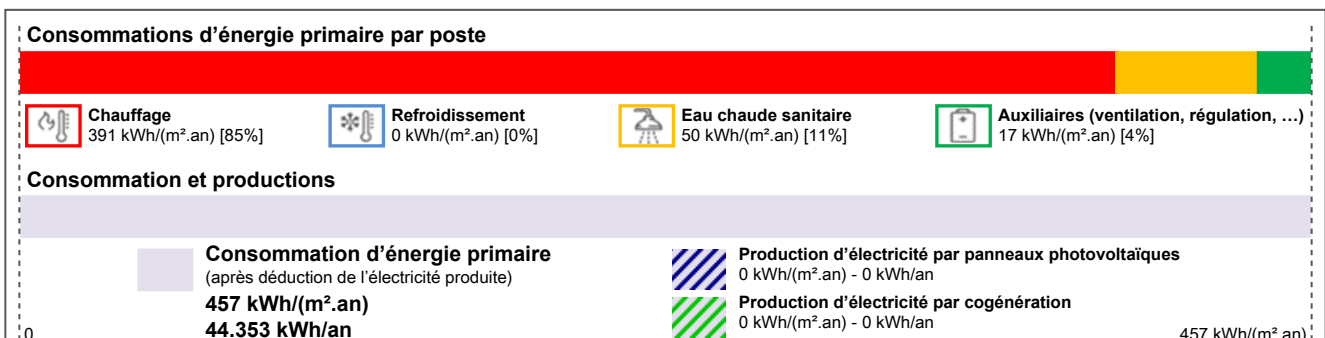 Consommations d’énergie primaire par poste
Chauffage
391 kWh/(m².an) [85%]
Refroidissement
0 kWh/(m².an) [0%]
Eau chaude sanitaire
50 kWh/(m².an) [11%]
Auxiliaires (ventilation, régulation, …)
17 kWh/(m².an) [4%]
Consommation et productions
Consommation d’énergie primaire
(après déduction de l’électricité produite)
457 kWh/(m².an)
44.353 kWh/an
Production d’électricité par panneaux photovoltaïques
0 kWh/(m².an) - 0 kWh/an
Production d’électricité par cogénération
0 kWh/(m².an) - 0 kWh/an
0
457 kWh/(m².an)